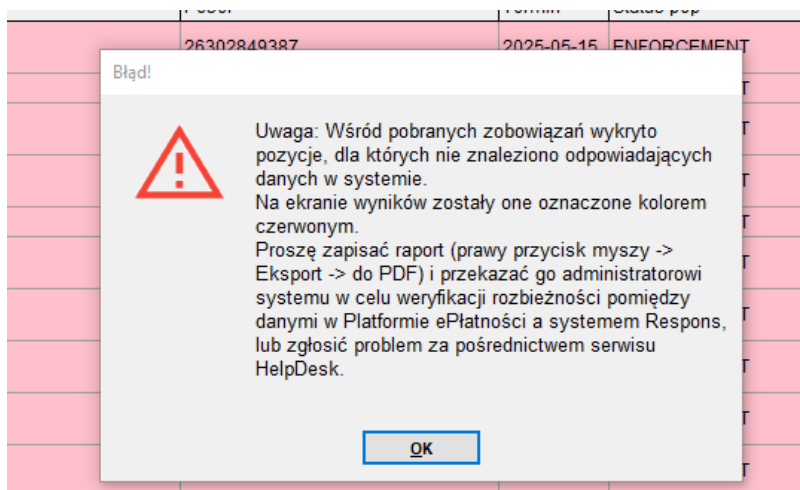 Termin Status
26302849387 2025-05-15 ENFORCEMENT
Błąd!
Uwaga: Wśród pobranych zobowiązań wykryto
pozycje, dla których nie znaleziono odpowiadających
danych w systemie.
Na ekranie wyników zostały one oznaczone kolorem
czerwonym.
Proszę zapisać raport (prawy przycisk myszy ->
Eksport -> do PDF) i przekazać go administratorowi
systemu w celu weryfikacji rozbieżności pomiędzy
danymi w Platformie ePłatności a systemem Respons,
lub zgłosić problem za pośrednictwem serwisu
HelpDesk.
OK